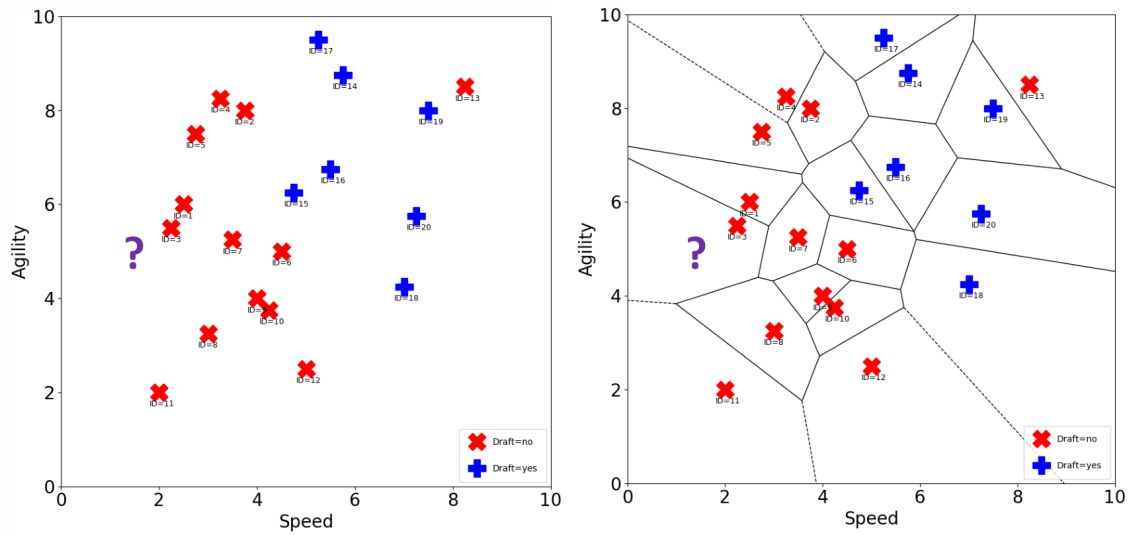 10
ID=17
ID=14
ID=13
8
ID=4
ID=2
ID=19
ID=5
ID=16
6
ID=15
ID=1
ID=20
ID=3
?
ID=7
ID=6
4
ID=18
ID=10
ID=8
2
ID=12
ID=11
Draft=no
Draft=yes
0
0 2 4 6 8 10
Agility
Speed
10
ID=17
ID=14
ID=13
8
ID=4
ID=2
ID=19
ID=5
ID=16
6
ID=15
ID=1
ID=20
ID=3
?
ID=7
ID=6
4
ID=18
ID=10
ID=8
2
ID=12
ID=11
Draft=no
Draft=yes
0
0 2 4 6 8 10
Agility
Speed